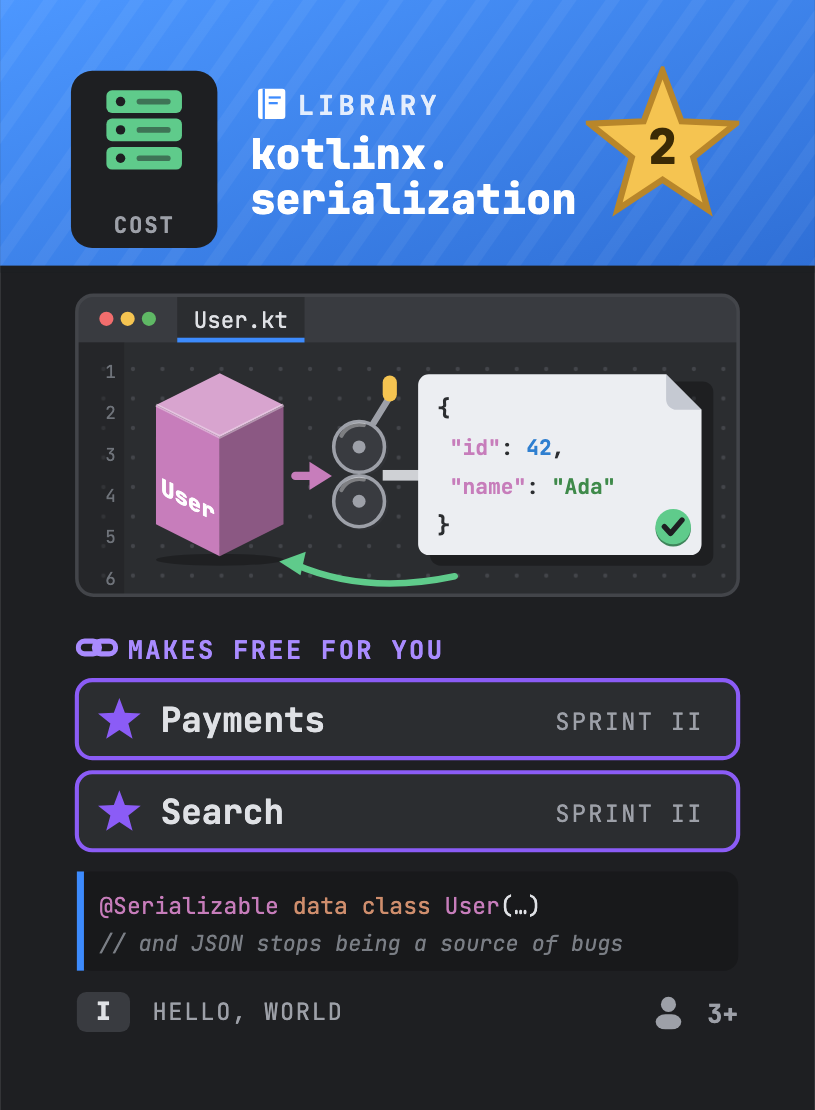 LIBRARY
kotlinx.
serialization
2
COST
User.kt
1
2
3
4
5
6
User
{
"id": 42,
"name": "Ada"
}
MAKES FREE FOR YOU
Payments SPRINT II
Search SPRINT II
@Serializable data class User(…)
// and JSON stops being a source of bugs
I HELLO, WORLD 3+